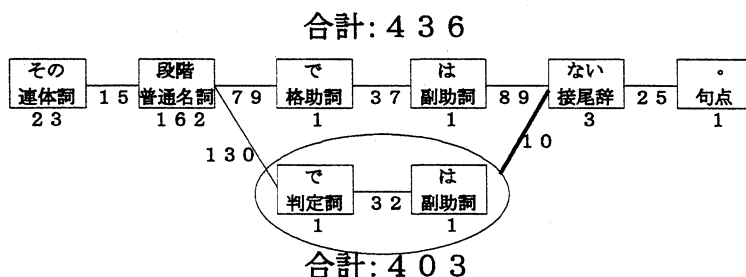 合計:436
その 連体詞 23
15
段階 普通名詞 162
79
で 格助詞 1
37
は 副助詞 1
89
ない 接尾辞 3
25
。 句点 1
130
10
で 判定詞 1
32
は 副助詞 1
合計:403